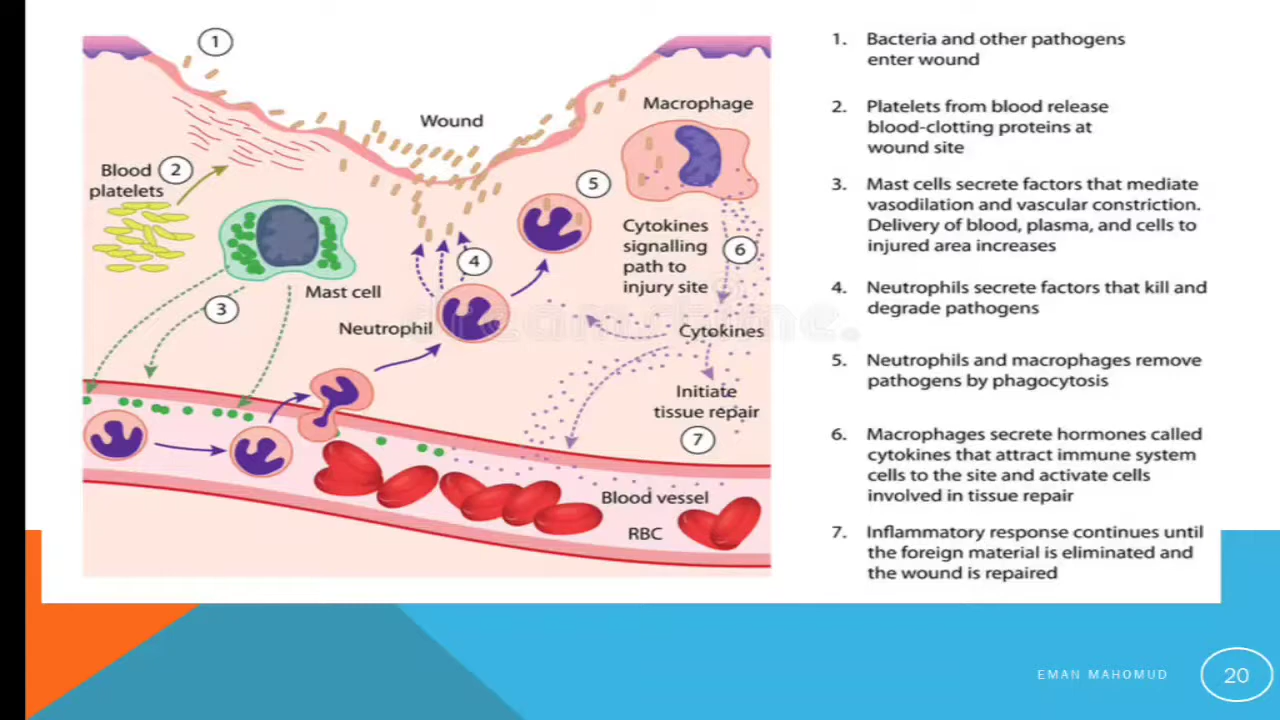 1
Wound
Macrophage
Blood
platelets
2
5
Cytokines
signalling
path to
injury site
6
4
Mast cell
3
Neutrophil
dreamstime.
Cytokines
Initiate
tissue repair
7
Blood vessel
RBC
1. Bacteria and other pathogens
enter wound
2. Platelets from blood release
blood-clotting proteins at
wound site
3. Mast cells secrete factors that mediate
vasodilation and vascular constriction.
Delivery of blood, plasma, and cells to
injured area increases
4. Neutrophils secrete factors that kill and
degrade pathogens
5. Neutrophils and macrophages remove
pathogens by phagocytosis
6. Macrophages secrete hormones called
cytokines that attract immune system
cells to the site and activate cells
involved in tissue repair
7. Inflammatory response continues until
the foreign material is eliminated and
the wound is repaired
EMAN MAHOMUD
20